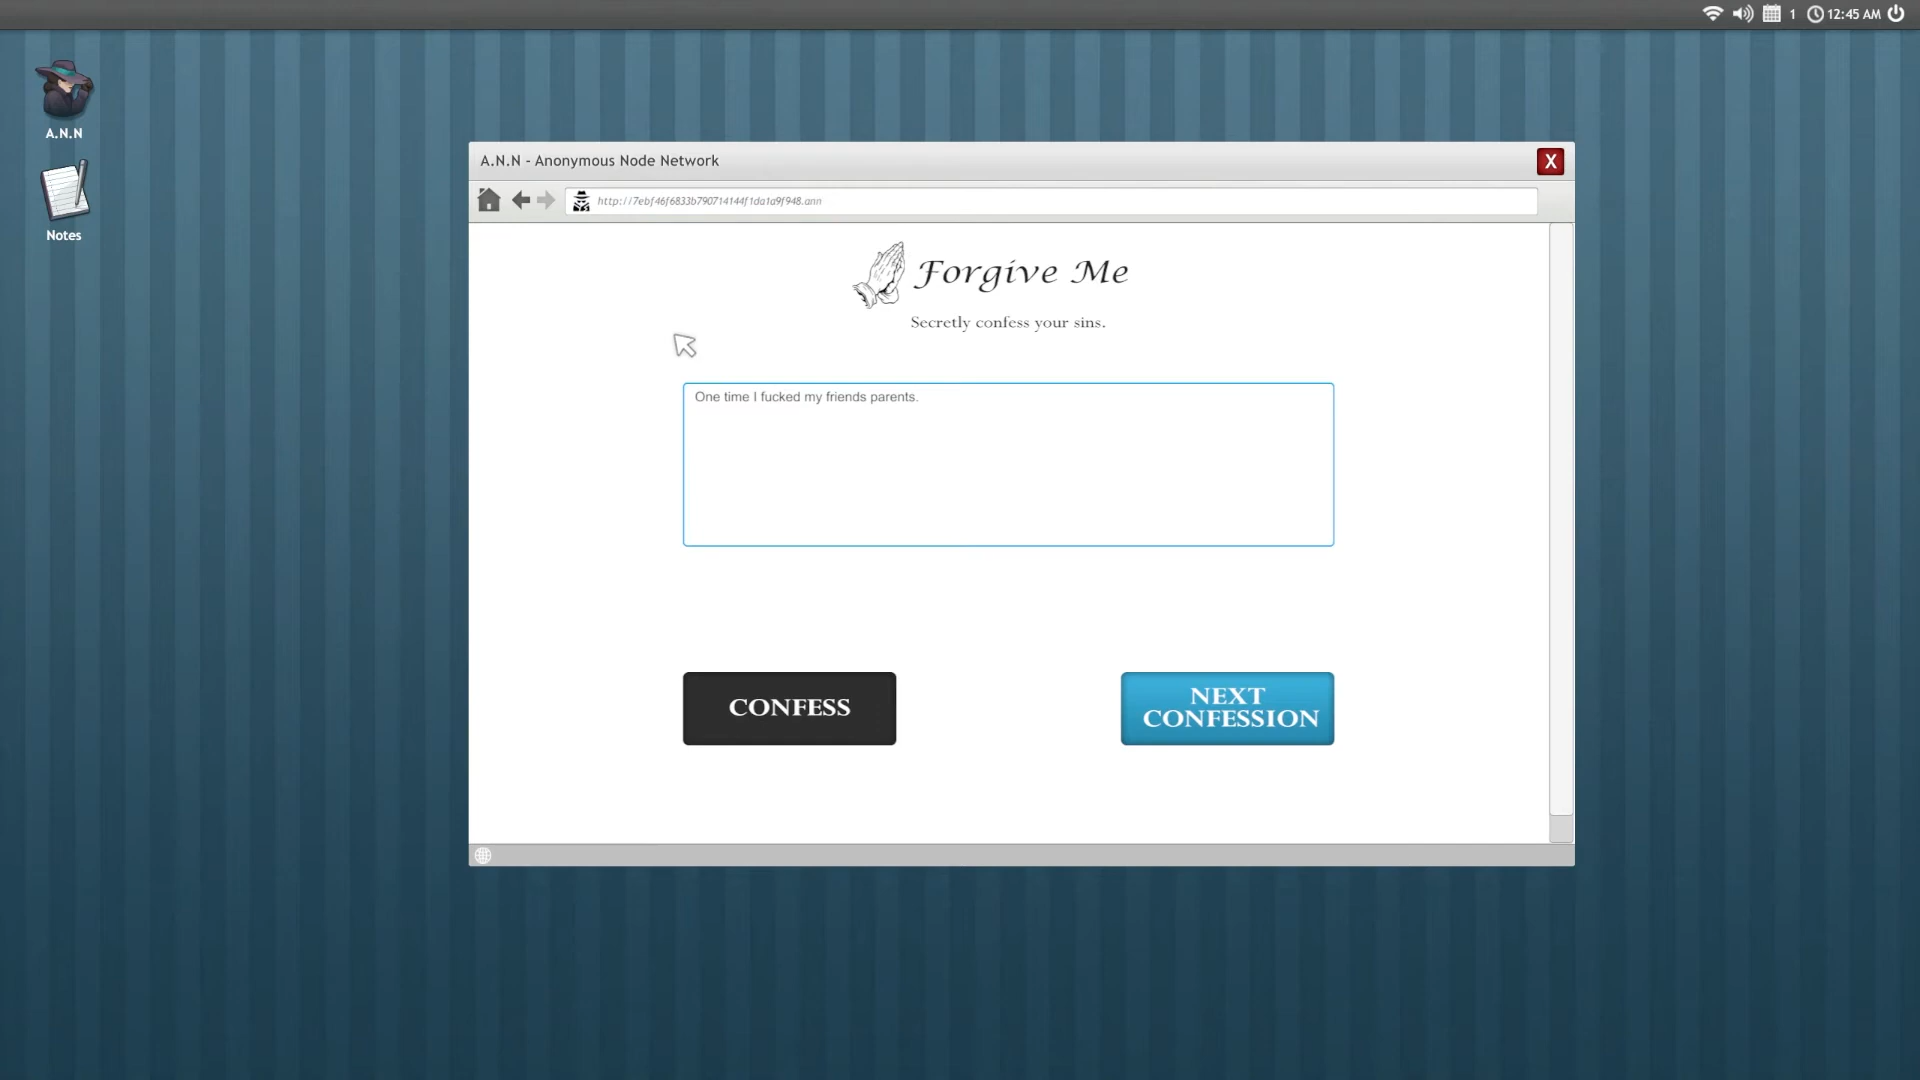 1 12:45 AM
A.N.N
Notes
A.N.N - Anonymous Node Network
X
http://7ebf46f6833b790714144f1da1a9f948.ann
Forgive Me
Secretly confess your sins.
One time I fucked my friends parents.
CONFESS
NEXT
CONFESSION